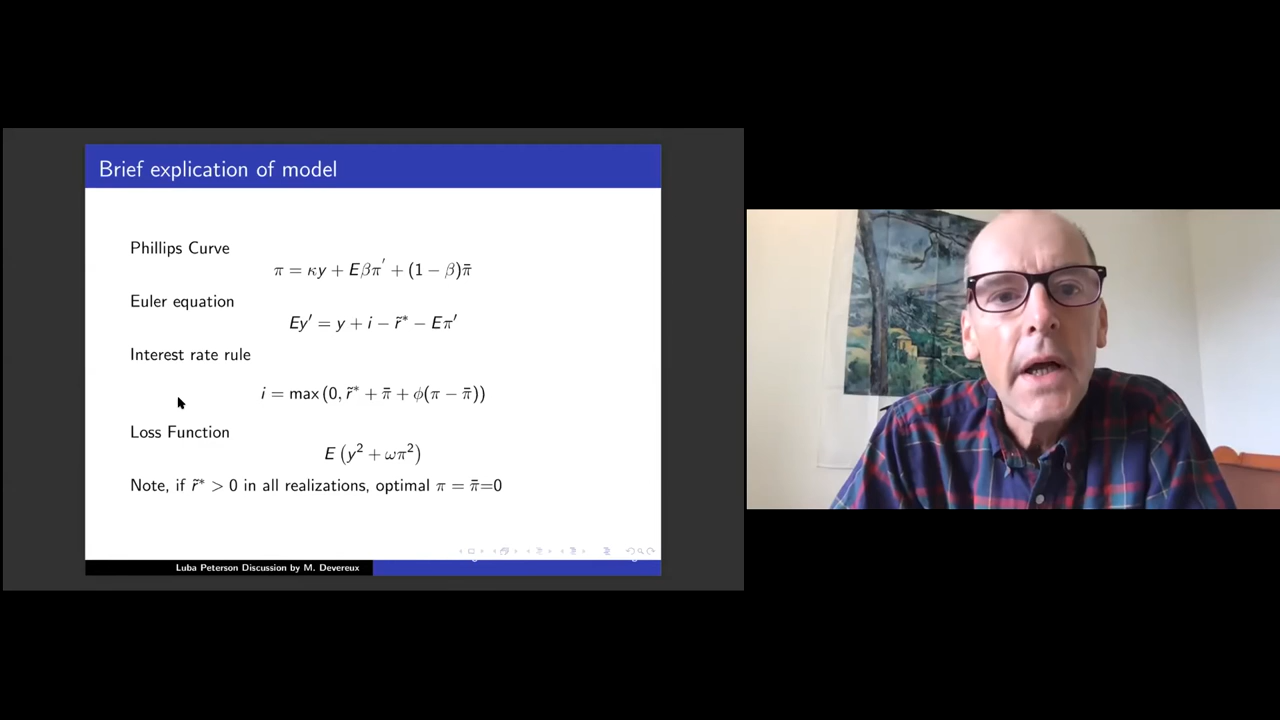 Brief explication of model
Phillips Curve
π = κy + Eβπ′ + (1 − β)π̄
Euler equation
Ey′ = y + i − r̃* − Eπ′
Interest rate rule
i = max (0, r̃* + π̄ + ϕ(π − π̄))
Loss Function
E (y² + ωπ²)
Note, if r̃* > 0 in all realizations, optimal π = π̄=0
Luba Peterson Discussion by M. Devereux